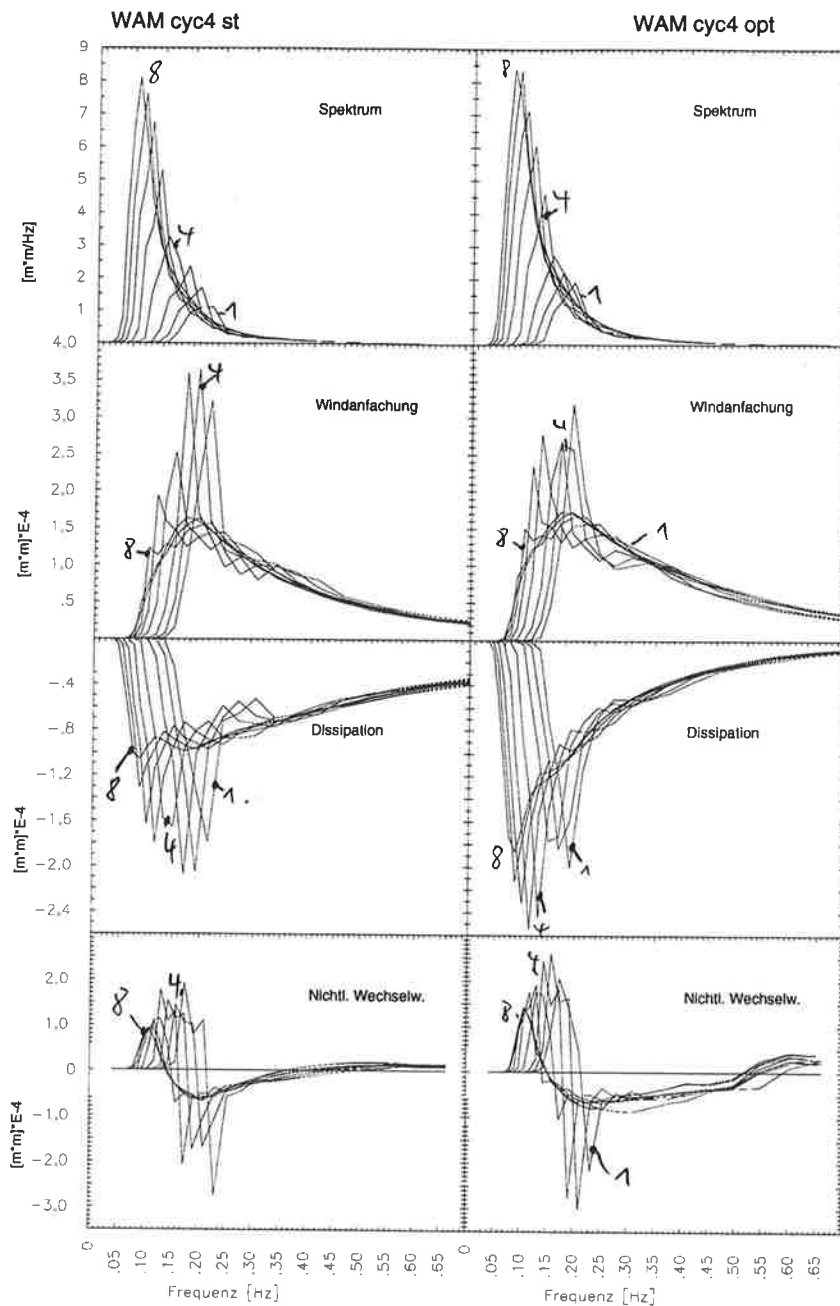 WAM cyc4 st
WAM cyc4 opt
9
8
7
6
5
4
3
2
1
[m*m/Hz]
8
Spektrum
4
1
8
Spektrum
4
1
4.0
3.5
3.0
2.5
2.0
1.5
1.0
.5
[m*m]*E-4
4
Windanfachung
8
4
Windanfachung
8
1
-.4
-.8
-1.2
-1.6
-2.0
-2.4
[m*m]*E-4
Dissipation
8
4
1.
Dissipation
8
4
1
2.0
1.0
0
-1.0
-2.0
-3.0
[m*m]*E-4
4
Nichtl. Wechselw.
8
4
Nichtl. Wechselw.
8
1
0 .05 .10 .15 .20 .25 .30 .35 .40 .45 .50 .55 .60 .65
0 .05 .10 .15 .20 .25 .30 .35 .40 .45 .50 .55 .60 .65
Frequenz [Hz]
Frequenz [Hz]